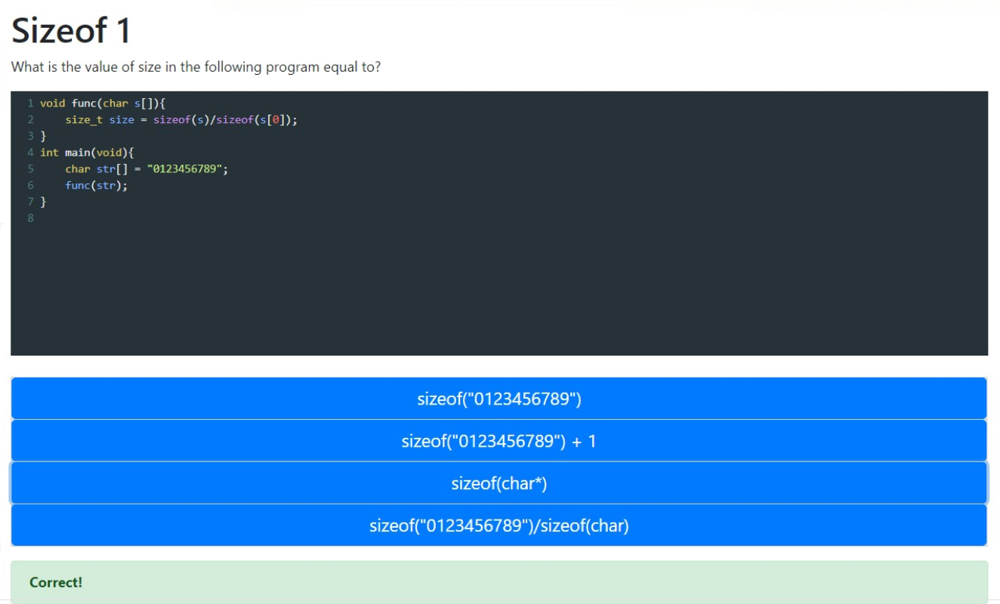 Sizeof 1
What is the value of size in the following program equal to?
1 void func(char s[]){
2     size_t size = sizeof(s)/sizeof(s[0]);
3 }
4 int main(void){
5     char str[] = "0123456789";
6     func(str);
7 }
8
sizeof("0123456789")
sizeof("0123456789") + 1
sizeof(char*)
sizeof("0123456789")/sizeof(char)
Correct!